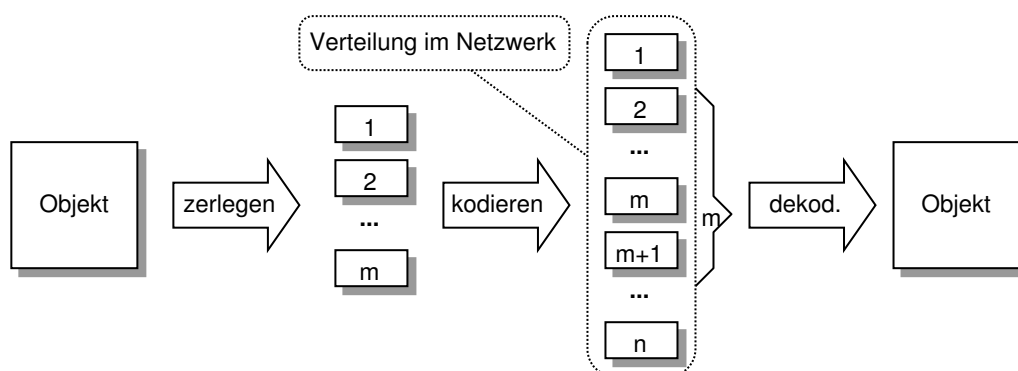 Verteilung im Netzwerk
Objekt
zerlegen
1
2
...
m
kodieren
1
2
...
m
m+1
...
n
m
dekod.
Objekt